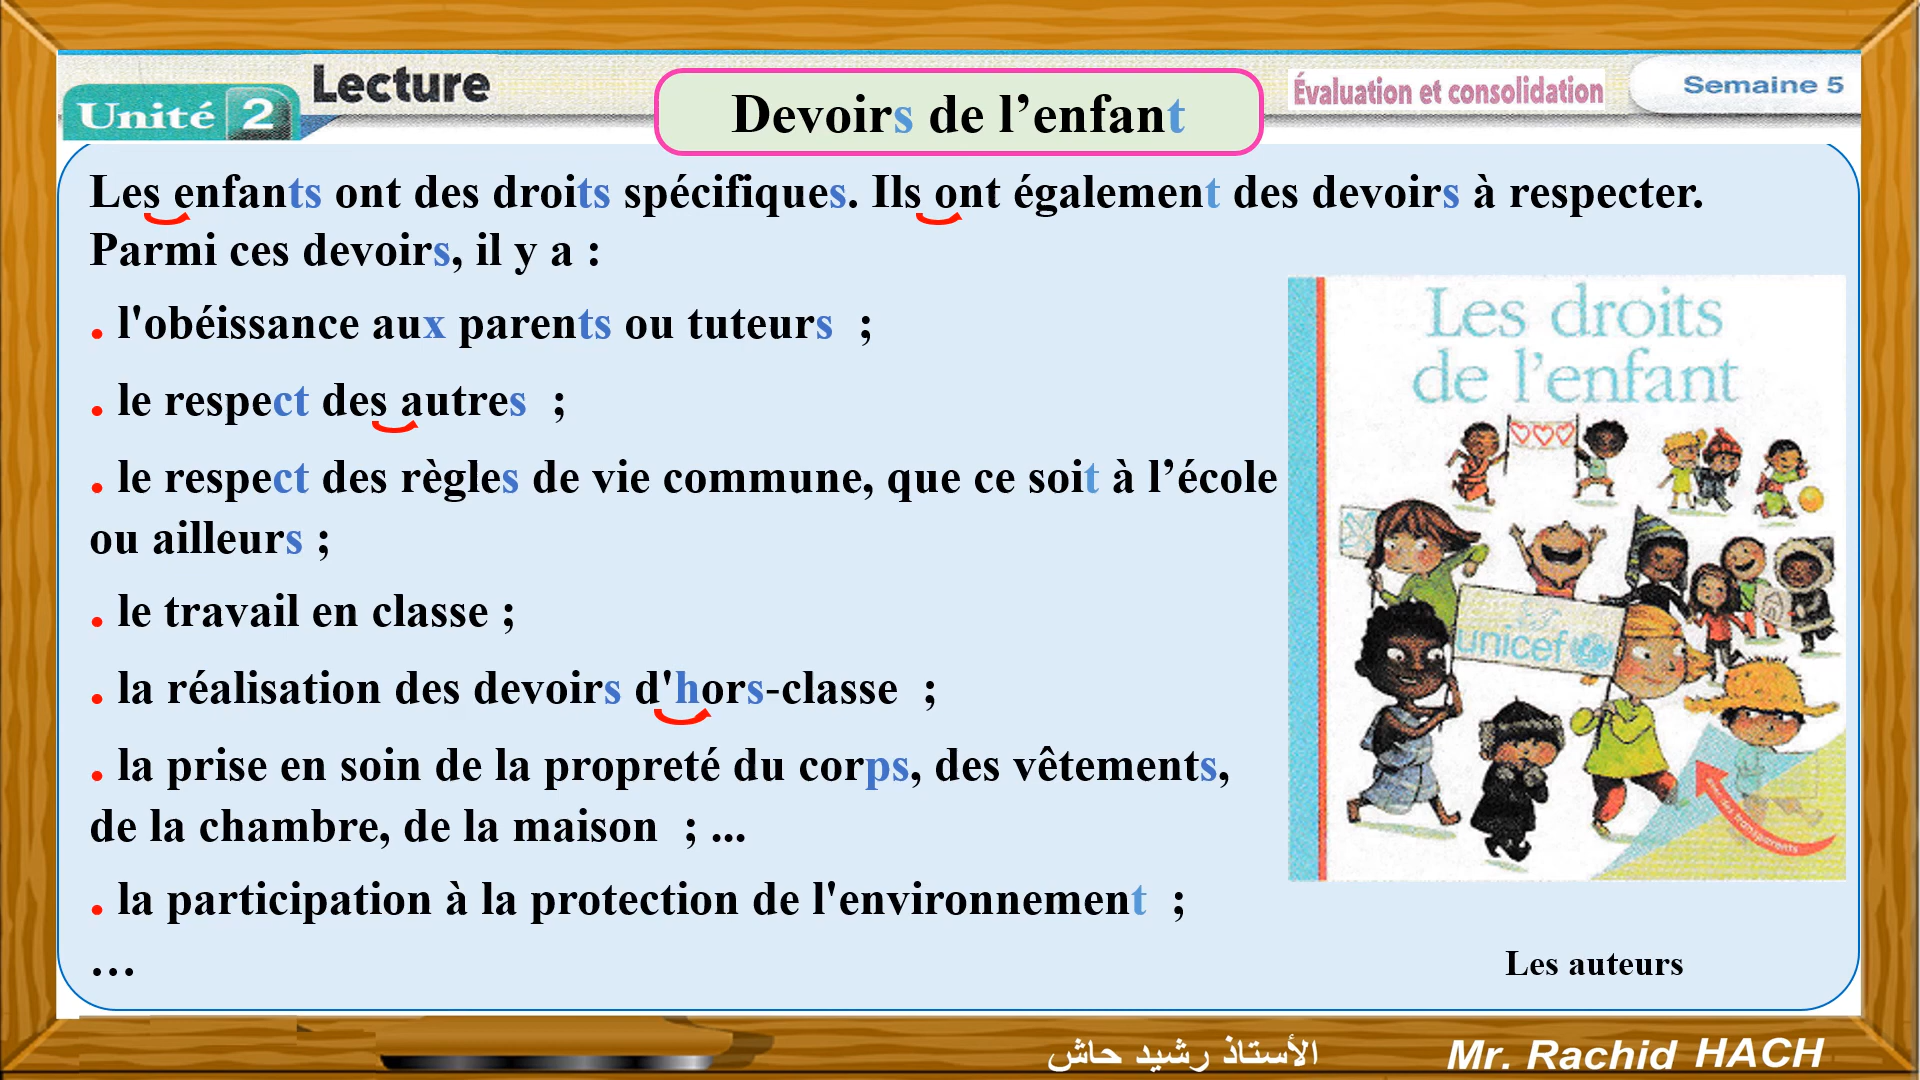 Unité 2
Lecture
Devoirs de l’enfant
Évaluation et consolidation
Semaine 5
Les enfants ont des droits spécifiques. Ils ont également des devoirs à respecter.
Parmi ces devoirs, il y a :
. l'obéissance aux parents ou tuteurs ;
. le respect des autres ;
. le respect des règles de vie commune, que ce soit à l’école
ou ailleurs ;
. le travail en classe ;
. la réalisation des devoirs d'hors-classe ;
. la prise en soin de la propreté du corps, des vêtements,
de la chambre, de la maison ; ...
. la participation à la protection de l'environnement ;
…
Les droits
de l’enfant
unicef
transparents
Les auteurs
الأستاذ رشيد حاش
Mr. Rachid HACH